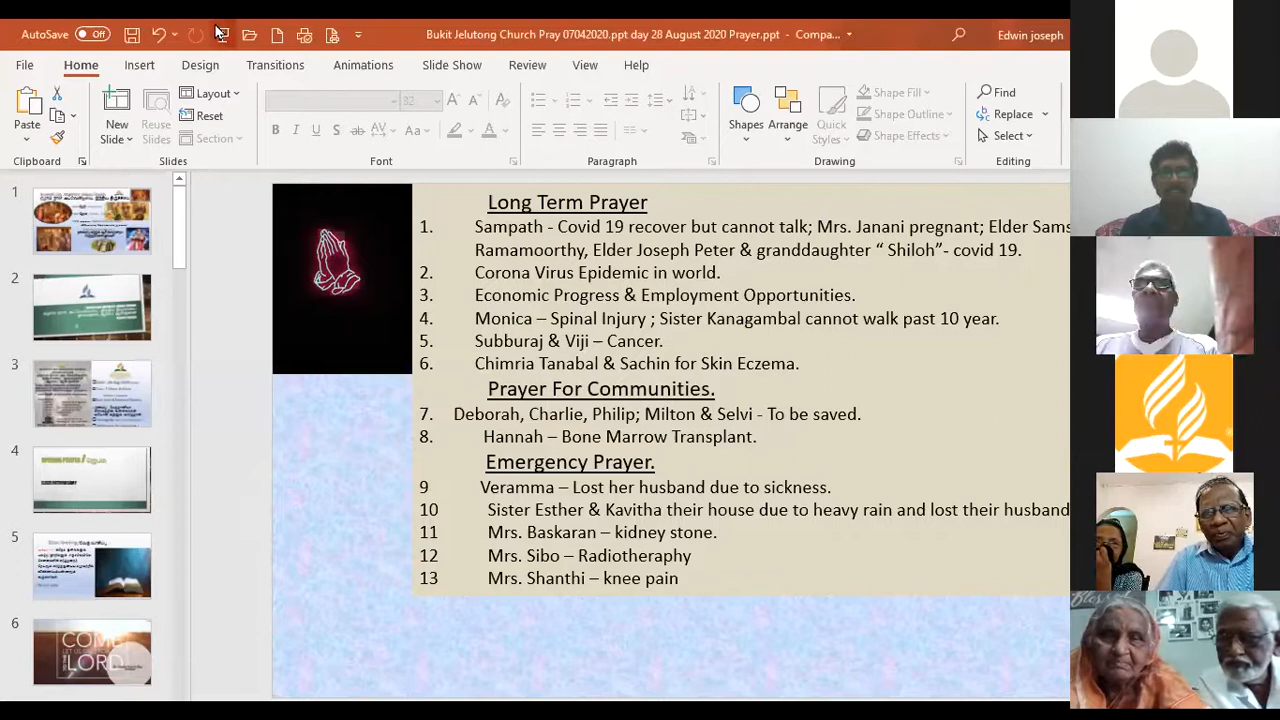 AutoSave Off
Bukit Jelutong Church Pray 07042020.ppt day 28 August 2020 Prayer.ppt - Compa...
Edwin joseph
File Home Insert Design Transitions Animations Slide Show Review View Help
Paste
New Slide
Reuse Slides
Layout
Reset
Section
32
Shapes
Arrange
Quick Styles
Shape Fill
Shape Outline
Shape Effects
Find
Replace
Select
Clipboard Slides Font Paragraph Drawing Editing
Long Term Prayer
1. Sampath - Covid 19 recover but cannot talk; Mrs. Janani pregnant; Elder Sams
Ramamoorthy, Elder Joseph Peter & granddaughter “ Shiloh”- covid 19.
2. Corona Virus Epidemic in world.
3. Economic Progress & Employment Opportunities.
4. Monica – Spinal Injury ; Sister Kanagambal cannot walk past 10 year.
5. Subburaj & Viji – Cancer.
6. Chimria Tanabal & Sachin for Skin Eczema.
Prayer For Communities.
7. Deborah, Charlie, Philip; Milton & Selvi - To be saved.
8. Hannah – Bone Marrow Transplant.
Emergency Prayer.
9 Veramma – Lost her husband due to sickness.
10 Sister Esther & Kavitha their house due to heavy rain and lost their husband
11 Mrs. Baskaran – kidney stone.
12 Mrs. Sibo – Radiotheraphy
13 Mrs. Shanthi – knee pain
1
2
3
4
5
6
COME
LORD